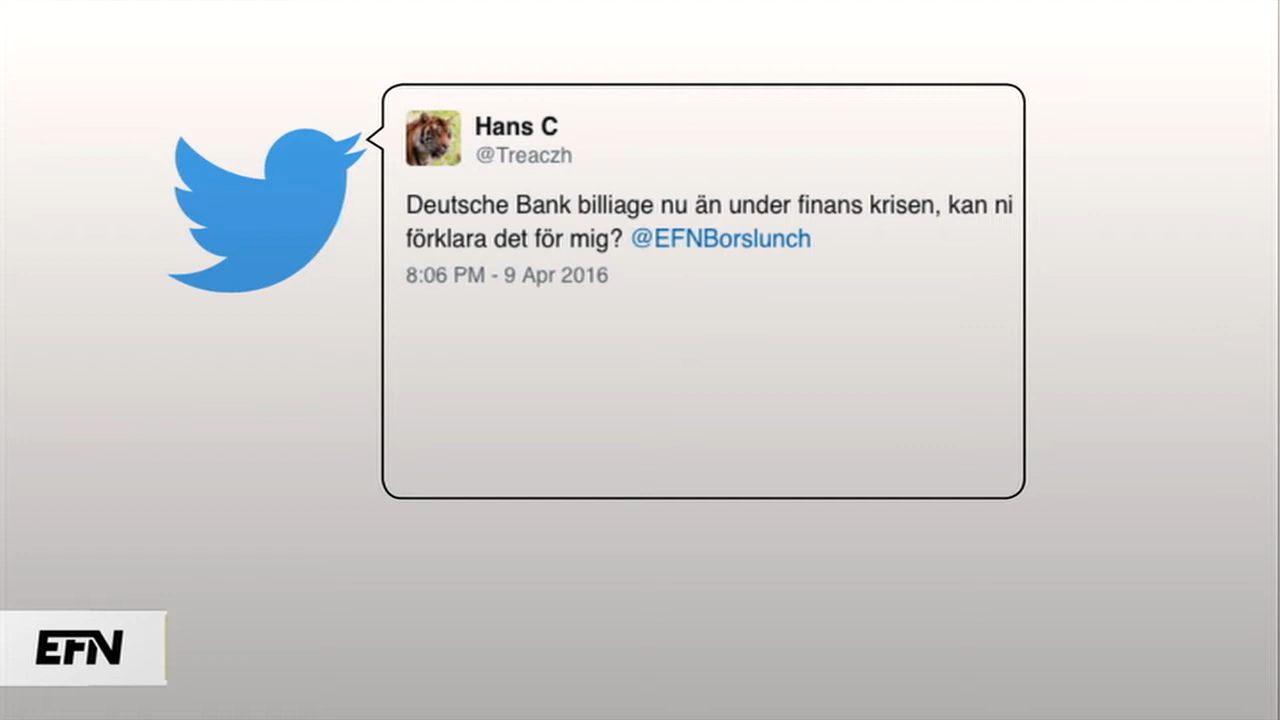 Hans C
@Treaczh
Deutsche Bank billiage nu än under finans krisen, kan ni
förklara det för mig? @EFNBorslunch
8:06 PM - 9 Apr 2016
EFN